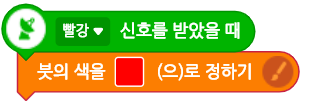 빨강 신호를 받았을 때
붓의 색을 (으)로 정하기